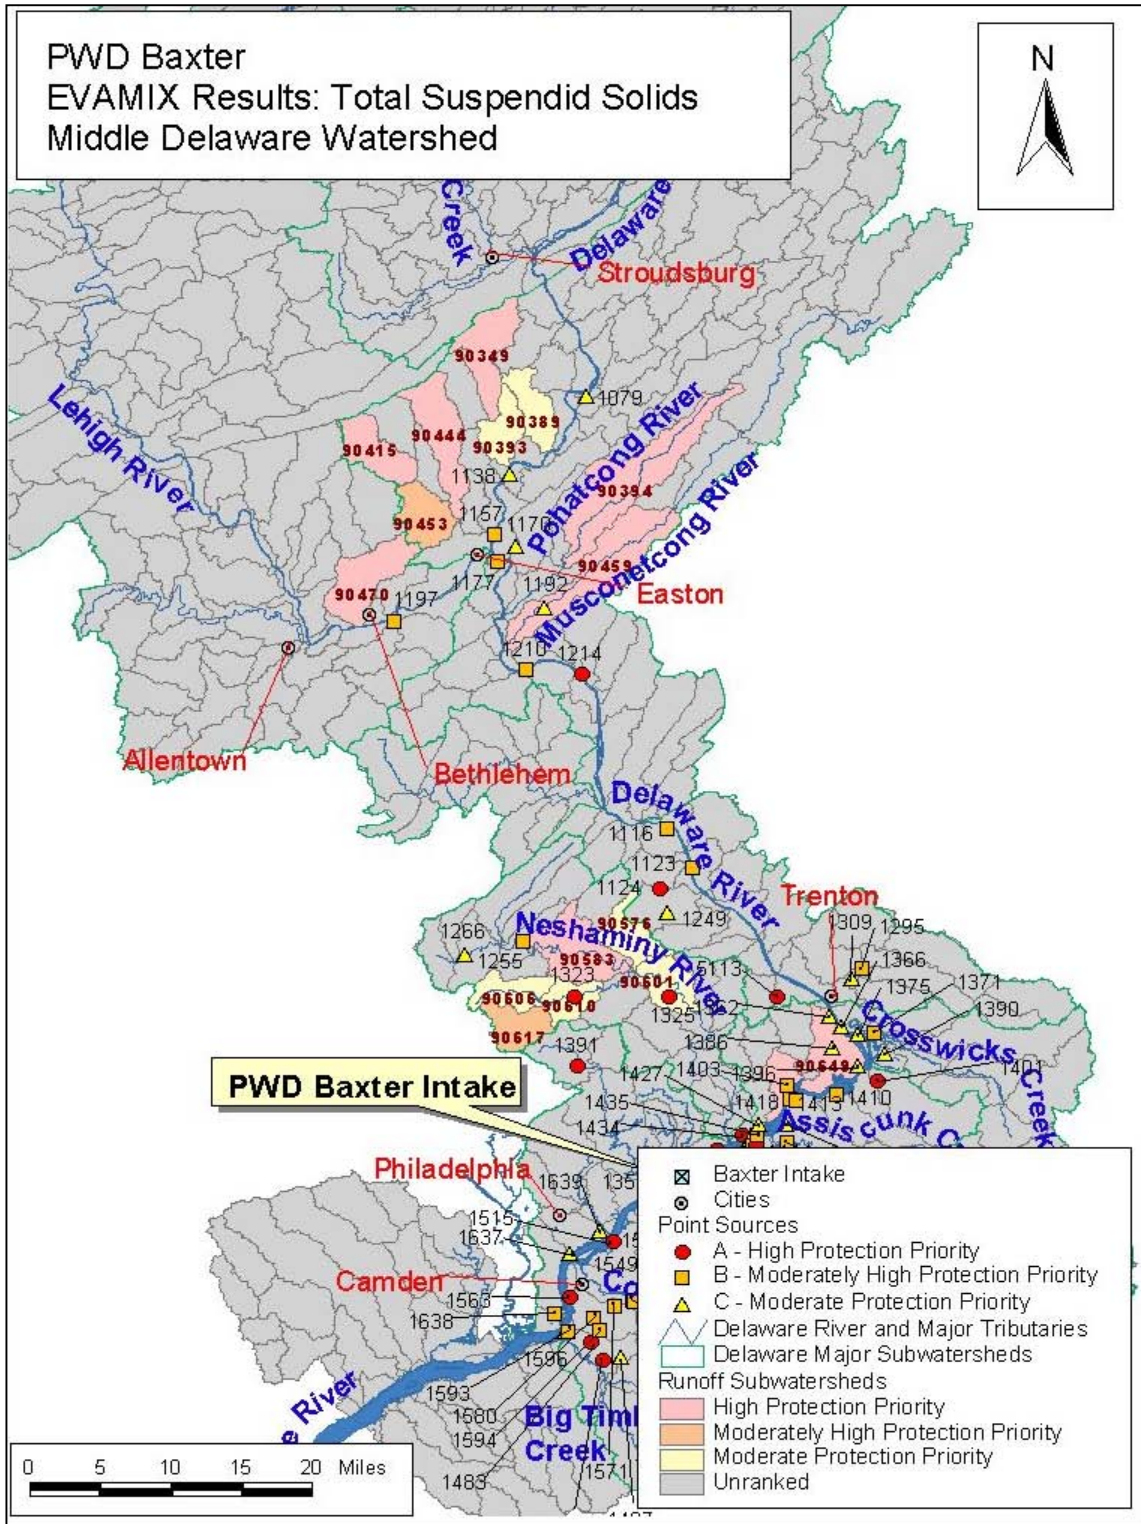 PWD Baxter
EVAMIX Results: Total Suspendid Solids
Middle Delaware Watershed
N
Creek
Delaware
Stroudsburg
90349
1079
Lehigh River
90389
90444
90415
90393
Pohatcong River
1138
90394
Musconetcong River
1157
1170
90453
90459
1177
1192
Easton
90470
1197
1210
1214
Allentown
Bethlehem
Delaware River
1116
1123
1124
Trenton
1249
1309
1295
90576
Neshaminy River
1266
1255
90583
1366
1323
5113
1371
90601
1375
90606
90610
1325
1390
90617
1386
Crosswicks Creek
1391
1403
1396
90649
1401
PWD Baxter Intake
1427
1418
1413
1410
1435
1434
Assiscunk C
Philadelphia
1639
135
1515
1637
1549
Camden
Co
1563
1638
1596
1593
1580
1594
1483
1571
e River
Big Timb
Creek
Baxter Intake
Cities
Point Sources
A - High Protection Priority
B - Moderately High Protection Priority
C - Moderate Protection Priority
Delaware River and Major Tributaries
Delaware Major Subwatersheds
Runoff Subwatersheds
High Protection Priority
Moderately High Protection Priority
Moderate Protection Priority
Unranked
0 5 10 15 20 Miles